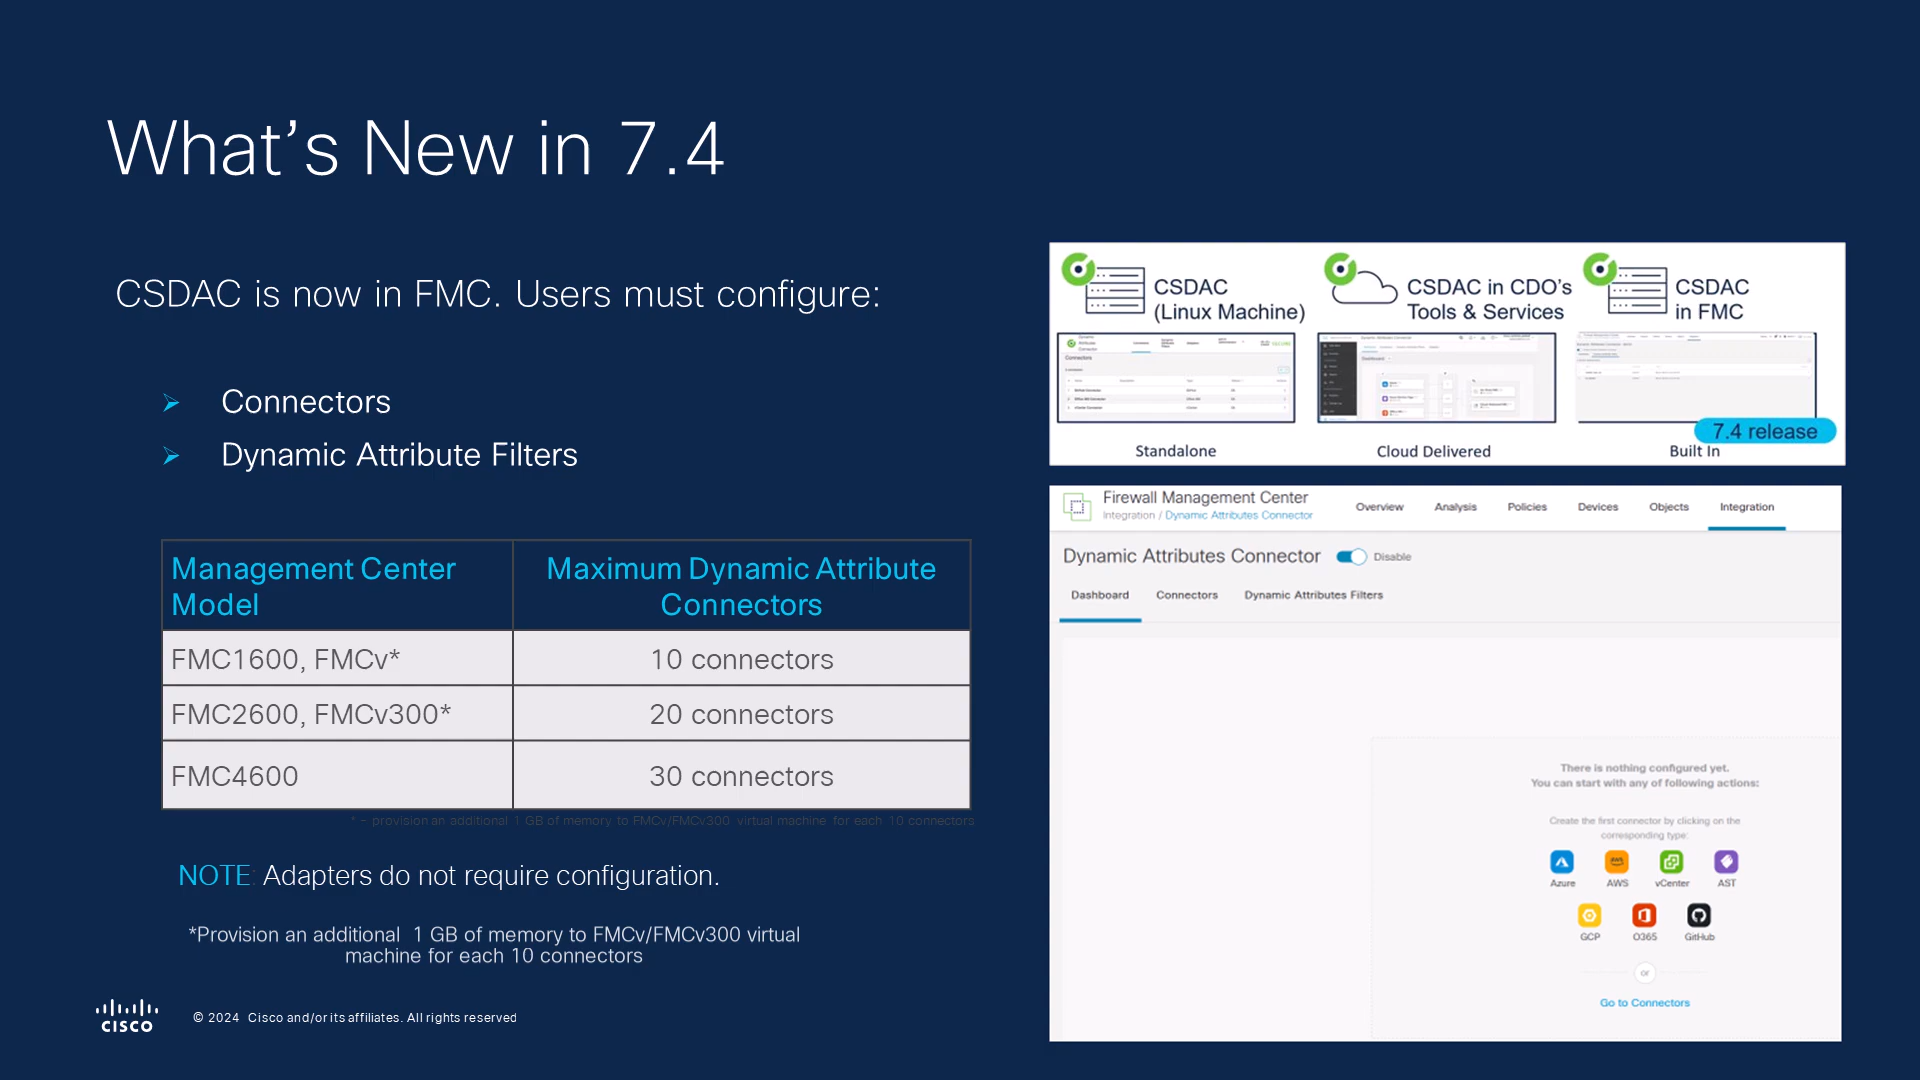 What's New in 7.4
CSDAC is now in FMC. Users must configure:
Connectors
Dynamic Attribute Filters
Management Center Model
Maximum Dynamic Attribute Connectors
FMC1600, FMCv*
10 connectors
FMC2600, FMCv300*
20 connectors
FMC4600
30 connectors
* – provision an additional 1 GB of memory to FMCv/FMCv300 virtual machine for each 10 connectors
NOTE: Adapters do not require configuration.
*Provision an additional 1 GB of memory to FMCv/FMCv300 virtual
machine for each 10 connectors
CISCO
© 2024 Cisco and/or its affiliates. All rights reserved
CSDAC
(Linux Machine)
CSDAC in CDO's
Tools & Services
CSDAC
in FMC
Connectors
Dashboard
7.4 release
Standalone
Cloud Delivered
Built In
Firewall Management Center
Integration / Dynamic Attributes Connector
Overview
Analysis
Policies
Devices
Objects
Integration
Dynamic Attributes Connector
Disable
Dashboard
Connectors
Dynamic Attributes Filters
There is nothing configured yet.
You can start with any of following actions:
Create the first connector by clicking on the
corresponding type:
Azure
AWS
vCenter
AST
GCP
O365
GitHub
or
Go to Connectors